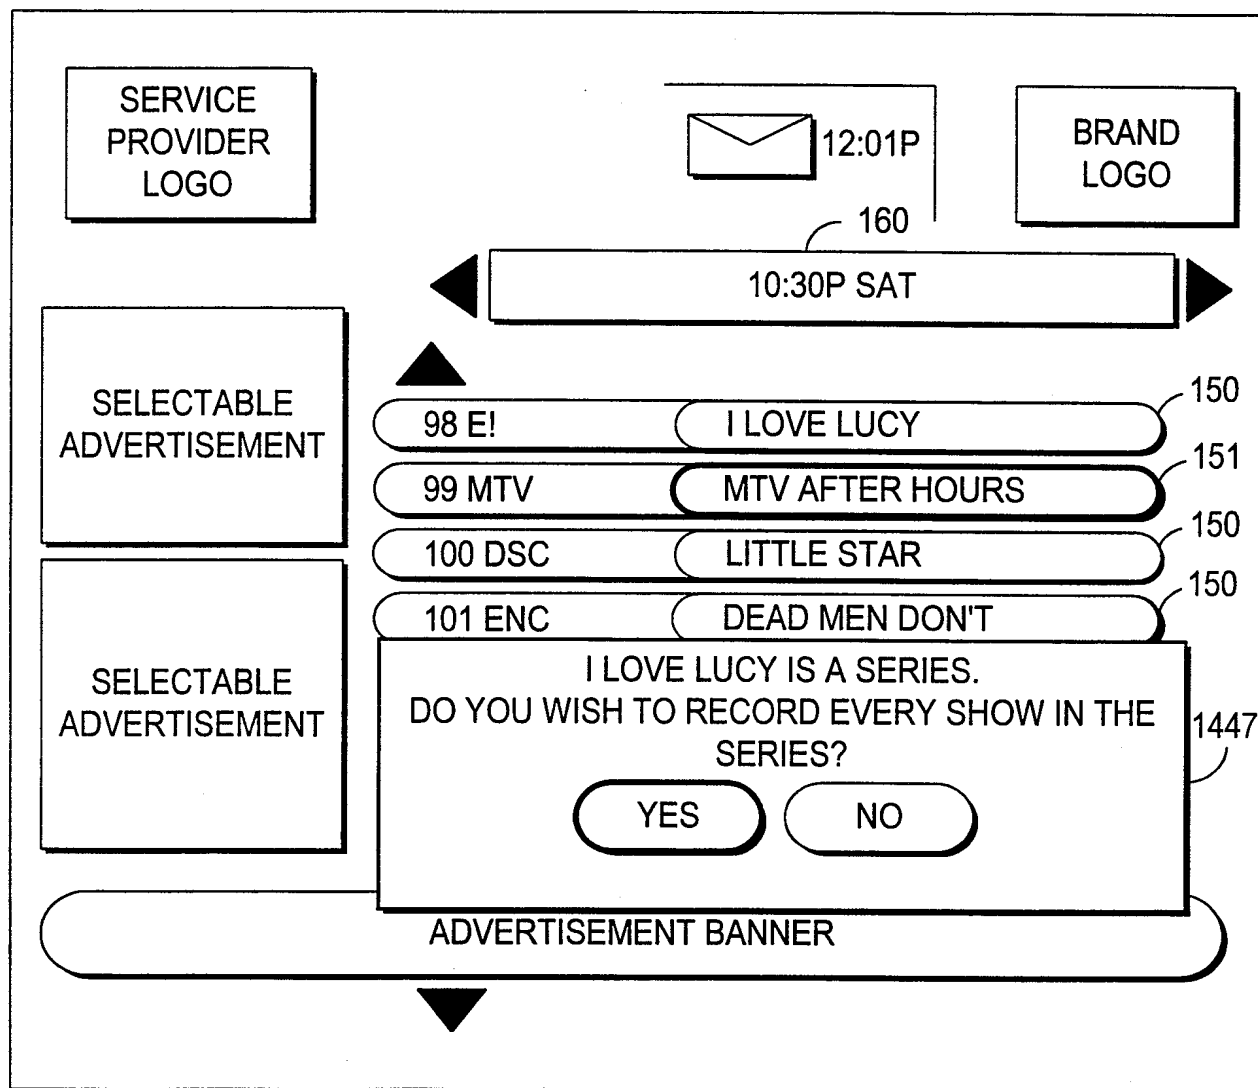 SERVICE
PROVIDER
LOGO
12:01P
BRAND
LOGO
160
10:30P SAT
SELECTABLE
ADVERTISEMENT
98 E! I LOVE LUCY 150
99 MTV MTV AFTER HOURS 151
100 DSC LITTLE STAR 150
101 ENC DEAD MEN DON'T 150
SELECTABLE
ADVERTISEMENT
I LOVE LUCY IS A SERIES.
DO YOU WISH TO RECORD EVERY SHOW IN THE
SERIES?
1447
YES NO
ADVERTISEMENT BANNER